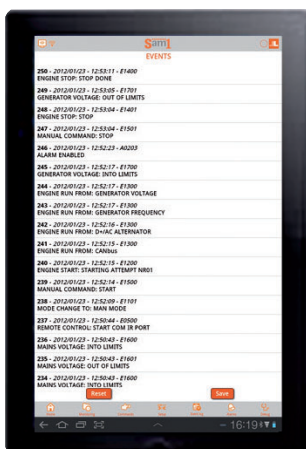 Sam1
EVENTS
250 - 2012/01/23 - 12:53:11 - E1400
ENGINE STOP: STOP DONE
249 - 2012/01/23 - 12:53:05 - E1701
GENERATOR VOLTAGE: OUT OF LIMITS
248 - 2012/01/23 - 12:53:04 - E1401
ENGINE STOP: STOP
247 - 2012/01/23 - 12:53:04 - E1501
MANUAL COMMAND: STOP
246 - 2012/01/23 - 12:52:23 - A0203
ALARM ENABLED
245 - 2012/01/23 - 12:52:17 - E1700
GENERATOR VOLTAGE: INTO LIMITS
244 - 2012/01/23 - 12:52:17 - E1300
ENGINE RUN FROM: GENERATOR VOLTAGE
243 - 2012/01/23 - 12:52:17 - E1300
ENGINE RUN FROM: GENERATOR FREQUENCY
242 - 2012/01/23 - 12:52:16 - E1300
ENGINE RUN FROM: D+/AC ALTERNATOR
241 - 2012/01/23 - 12:52:15 - E1300
ENGINE RUN FROM: CANbus
240 - 2012/01/23 - 12:52:15 - E1200
ENGINE START: STARTING ATTEMPT NR01
239 - 2012/01/23 - 12:52:14 - E1500
MANUAL COMMAND: START
238 - 2012/01/23 - 12:52:09 - E1101
MODE CHANGE TO: MAN MODE
237 - 2012/01/23 - 12:50:44 - E0500
REMOTE CONTROL: START COM IR PORT
236 - 2012/01/23 - 12:50:43 - E1600
MAINS VOLTAGE: INTO LIMITS
235 - 2012/01/23 - 12:50:43 - E1601
MAINS VOLTAGE: OUT OF LIMITS
234 - 2012/01/23 - 12:50:43 - E1600
MAINS VOLTAGE: INTO LIMITS
Reset Save
16:19